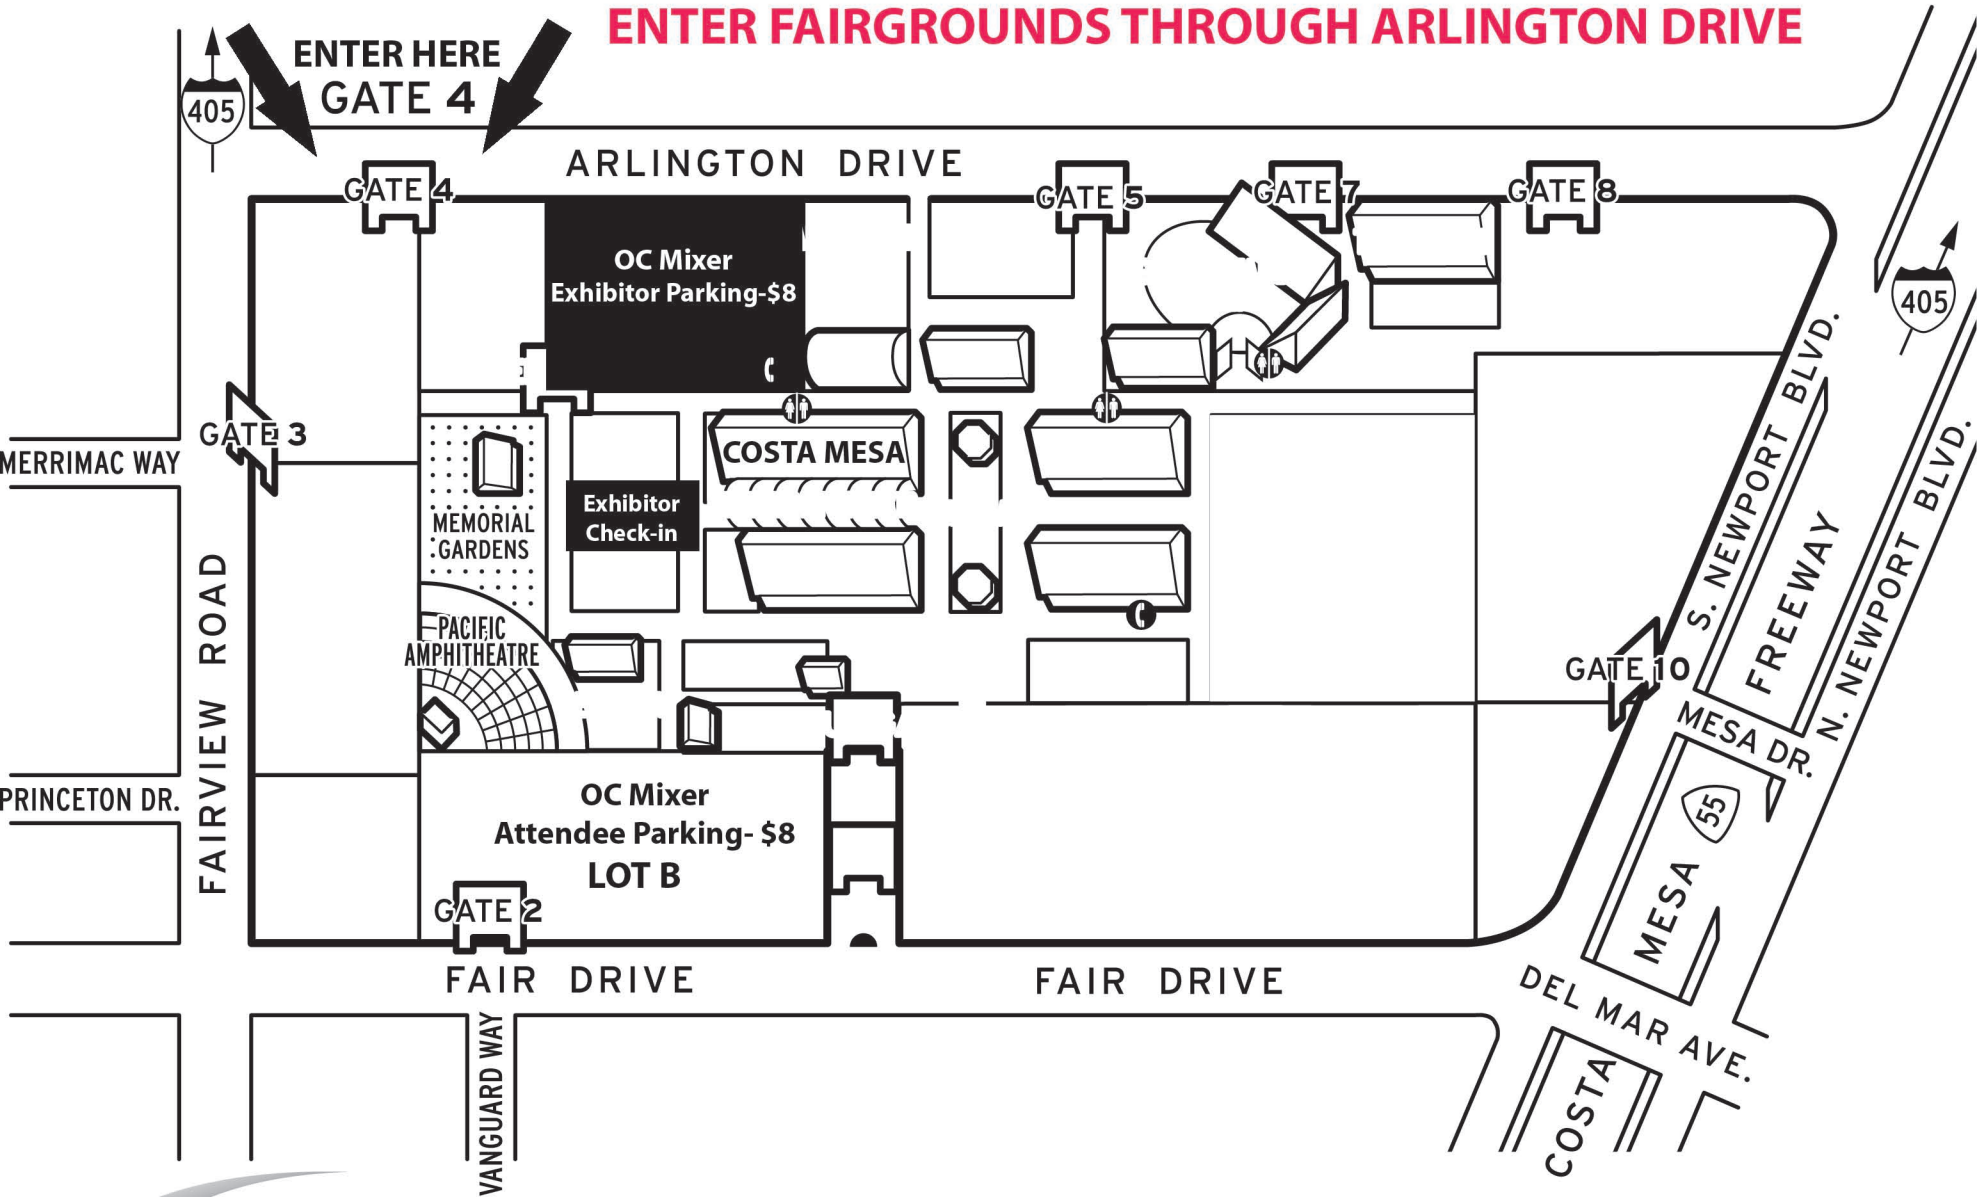 ENTER FAIRGROUNDS THROUGH ARLINGTON DRIVE
ENTER HERE
GATE 4
405
ARLINGTON DRIVE
GATE 4
GATE 5
GATE 7
GATE 8
OC Mixer
Exhibitor Parking-$8
405
GATE 3
MERRIMAC WAY
COSTA MESA
Exhibitor
Check-in
MEMORIAL
GARDENS
PACIFIC
AMPHITHEATRE
FAIRVIEW ROAD
S. NEWPORT BLVD.
FREEWAY
N. NEWPORT BLVD.
GATE 10
MESA DR.
PRINCETON DR.
OC Mixer
Attendee Parking- $8
LOT B
55
MESA
GATE 2
FAIR DRIVE
FAIR DRIVE
DEL MAR AVE.
VANGUARD WAY
COSTA